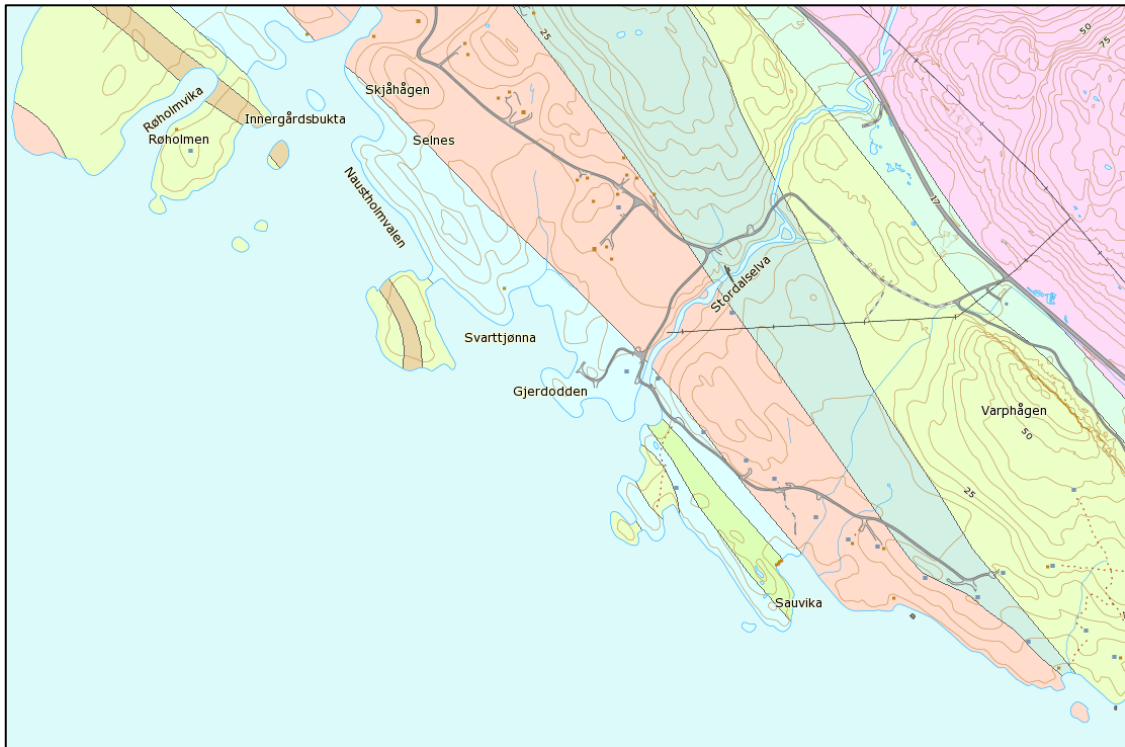 25
50
75
Skjåhågen
Røholmvika
Innergårdsbukta
Røholmen
Selnes
Naustholmvalen
17
Stordalselva
Svarttjønna
Gjerdodden
Varphågen
50
25
Sauvika